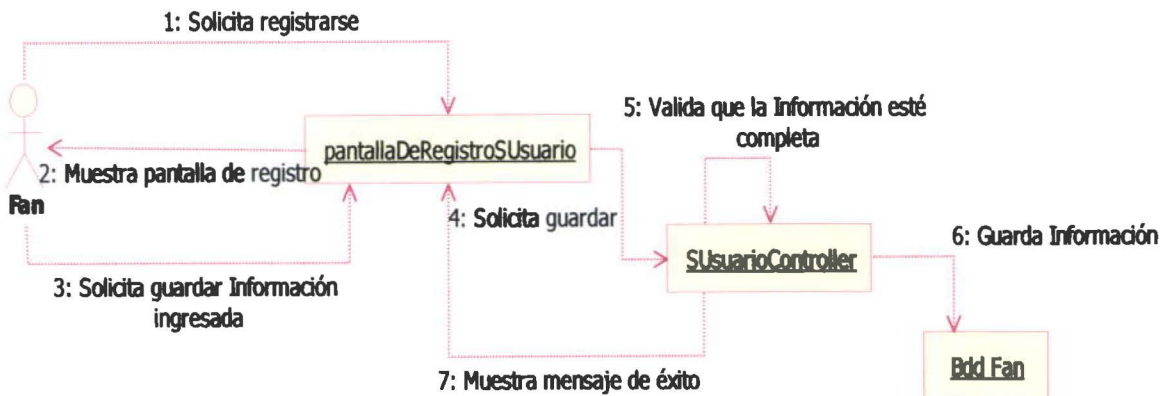 1: Solicita registrarse
5: Valida que la Información esté
completa
pantallaDeRegistroSUsuario
2: Muestra pantalla de registro
Fan
4: Solicita guardar
6: Guarda Información
SUsuarioController
3: Solicita guardar Información
ingresada
Bdd Fan
7: Muestra mensaje de éxito